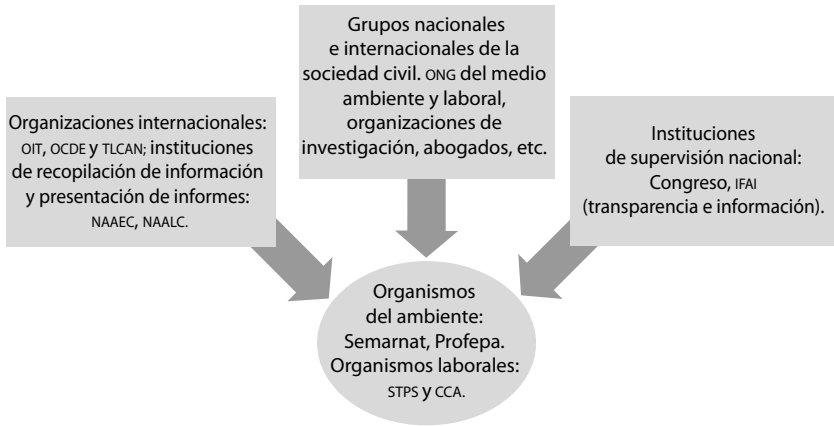 Grupos nacionales
e internacionales de la
sociedad civil. ONG del medio
ambiente y laboral,
organizaciones de
investigación, abogados, etc.
Organizaciones internacionales:
OIT, OCDE y TLCAN; instituciones
de recopilación de información
y presentación de informes:
NAAEC, NAALC.
Instituciones
de supervisión nacional:
Congreso, IFAI
(transparencia e información).
Organismos
del ambiente:
Semarnat, Profepa.
Organismos laborales:
STPS y CCA.